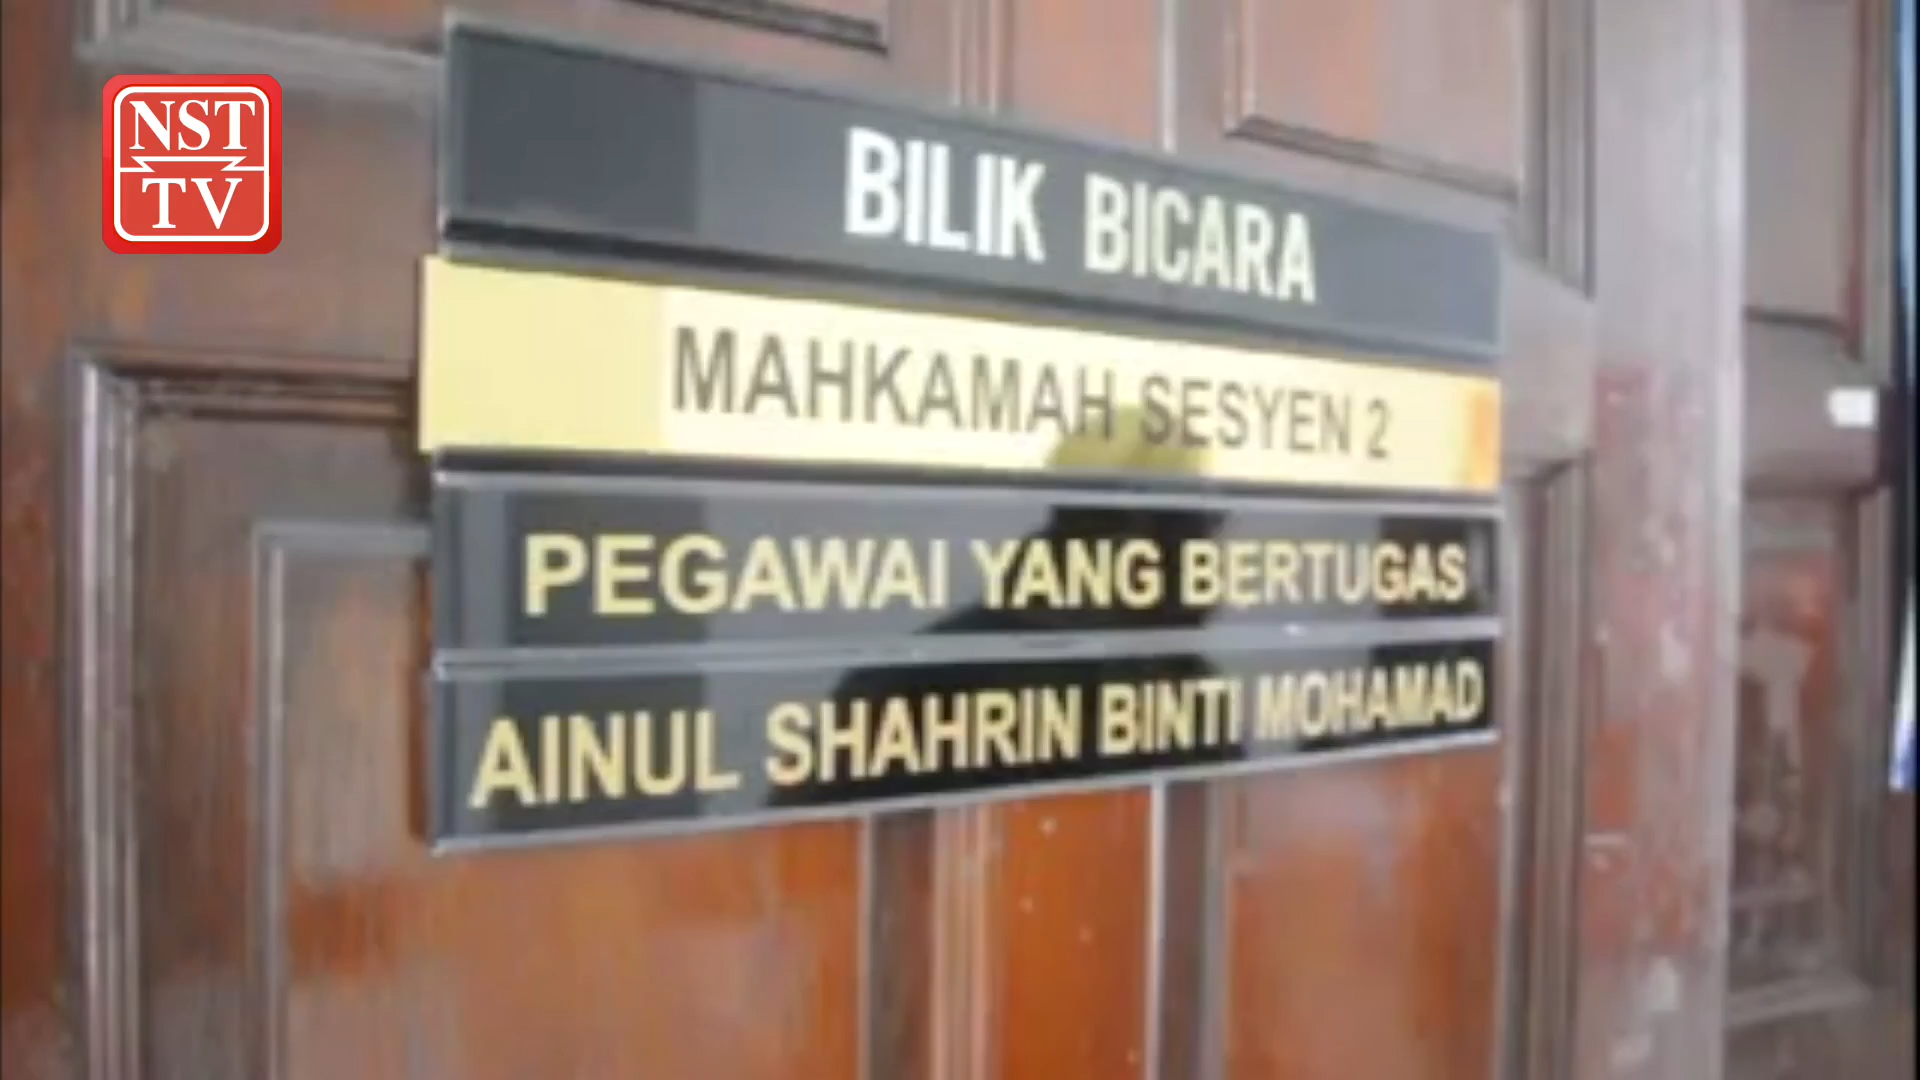 NST
TV
BILIK BICARA
MAHKAMAH SESYEN 2
PEGAWAI YANG BERTUGAS
AINUL SHAHRIN BINTI MOHAMAD